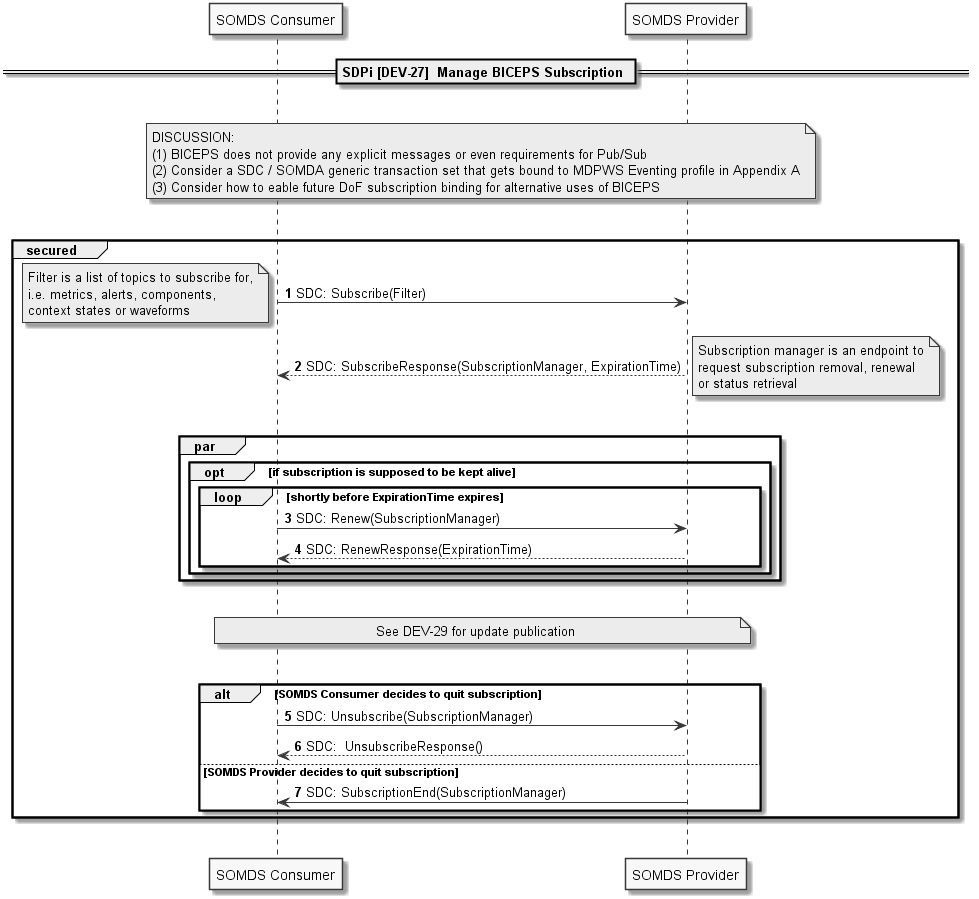 SOMDS Consumer
SOMDS Provider
SDPi [DEV-27]  Manage BICEPS Subscription
DISCUSSION:
(1) BICEPS does not provide any explicit messages or even requirements for Pub/Sub
(2) Consider a SDC / SOMDA generic transaction set that gets bound to MDPWS Eventing profile in Appendix A
(3) Consider how to eable future DoF subscription binding for alternative uses of BICEPS
secured
Filter is a list of topics to subscribe for,
i.e. metrics, alerts, components,
context states or waveforms
1 SDC: Subscribe(Filter)
2 SDC: SubscribeResponse(SubscriptionManager, ExpirationTime)
Subscription manager is an endpoint to
request subscription removal, renewal
or status retrieval
par
opt [if subscription is supposed to be kept alive]
loop [shortly before ExpirationTime expires]
3 SDC: Renew(SubscriptionManager)
4 SDC: RenewResponse(ExpirationTime)
See DEV-29 for update publication
alt [SOMDS Consumer decides to quit subscription]
5 SDC: Unsubscribe(SubscriptionManager)
6 SDC:  UnsubscribeResponse()
[SOMDS Provider decides to quit subscription]
7 SDC: SubscriptionEnd(SubscriptionManager)
SOMDS Consumer
SOMDS Provider